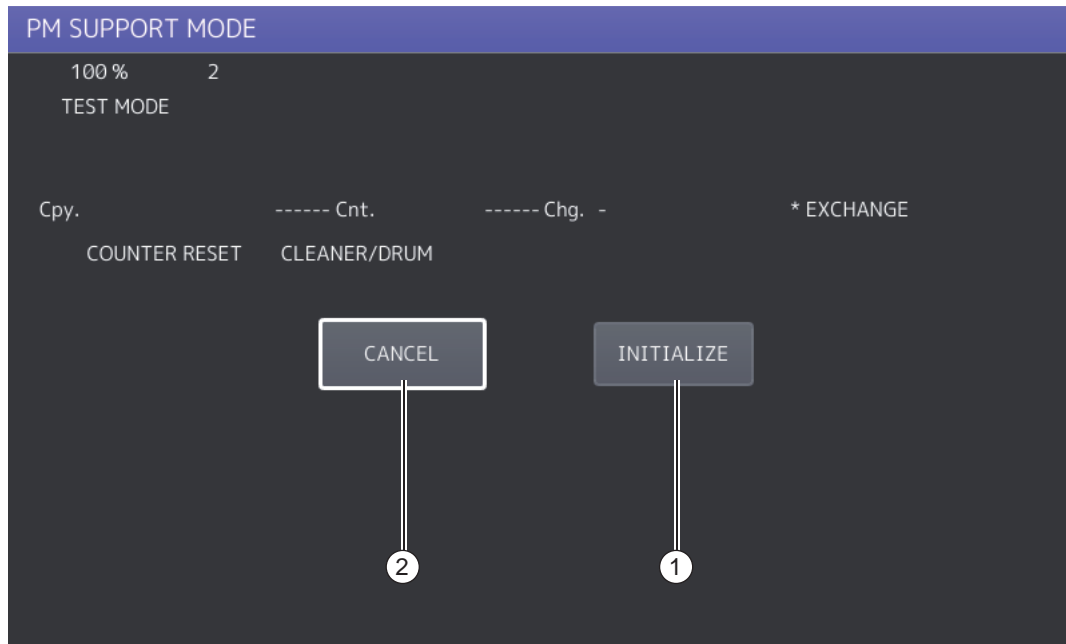 PM SUPPORT MODE
100 % 2
TEST MODE
Cpy. ------ Cnt. ------ Chg. - * EXCHANGE
COUNTER RESET CLEANER/DRUM
CANCEL INITIALIZE
2 1